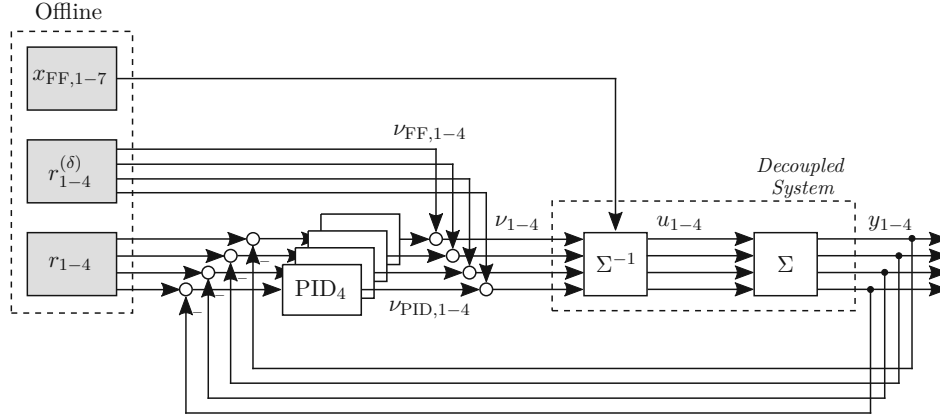 Offline
x_FF,1−7
r_1−4^(δ)
r_1−4
ν_FF,1−4
PID_4
ν_PID,1−4
ν_1−4
Decoupled
System
Σ^−1
u_1−4
Σ
y_1−4
−
−
−
−